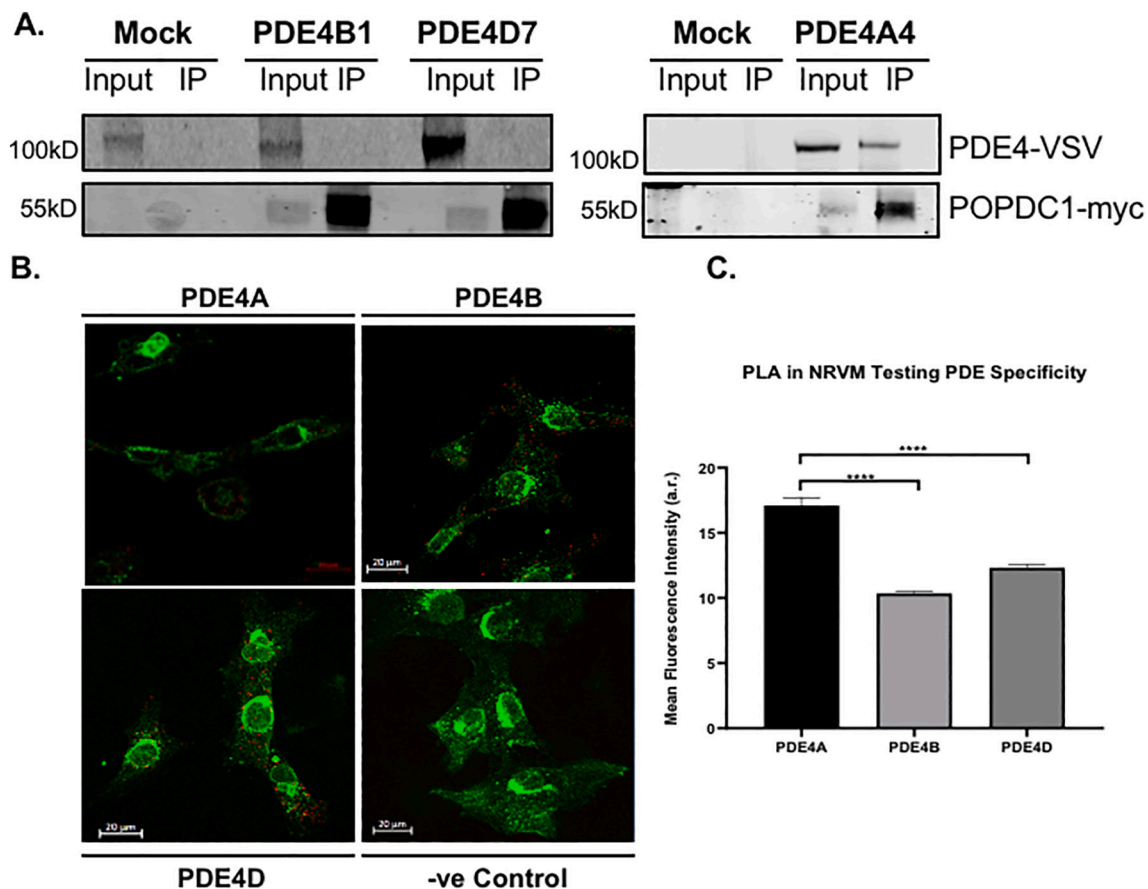 A.
Mock PDE4B1 PDE4D7 Mock PDE4A4
Input IP Input IP Input IP Input IP Input IP
100kD 100kD PDE4-VSV
55kD 55kD POPDC1-myc
B.
PDE4A PDE4B
20 µm
20 µm 20 µm
PDE4D -ve Control
C.
PLA in NRVM Testing PDE Specificity
Mean Fluorescence Intensity (a.r.)
20
15
10
5
0
****
****
PDE4A PDE4B PDE4D